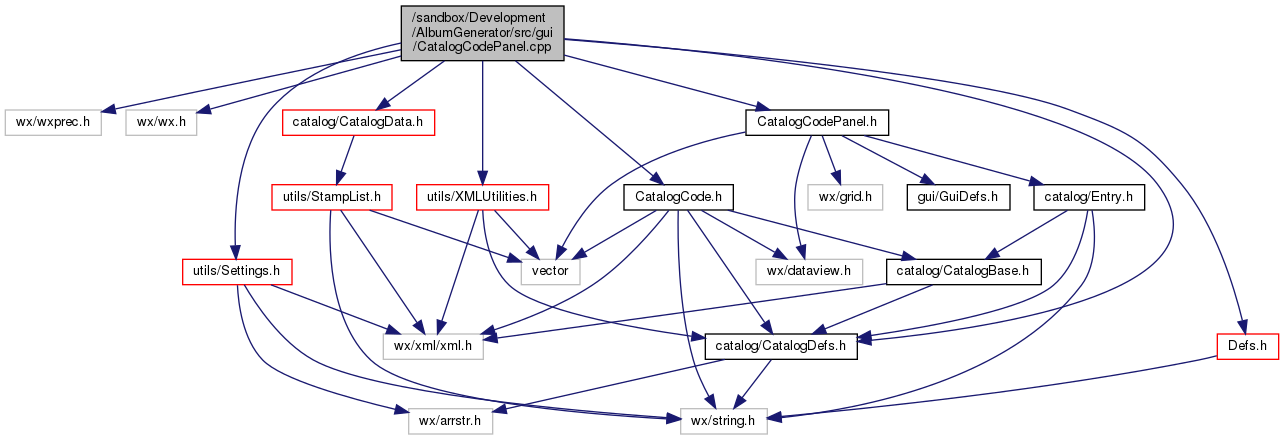 /sandbox/Development
/AlbumGenerator/src/gui
/CatalogCodePanel.cpp
wx/wxprec.h
wx/wx.h
catalog/CatalogData.h
CatalogCodePanel.h
utils/StampList.h
utils/XMLUtilities.h
CatalogCode.h
wx/grid.h
gui/GuiDefs.h
catalog/Entry.h
utils/Settings.h
vector
wx/dataview.h
catalog/CatalogBase.h
wx/xml/xml.h
catalog/CatalogDefs.h
Defs.h
wx/arrstr.h
wx/string.h